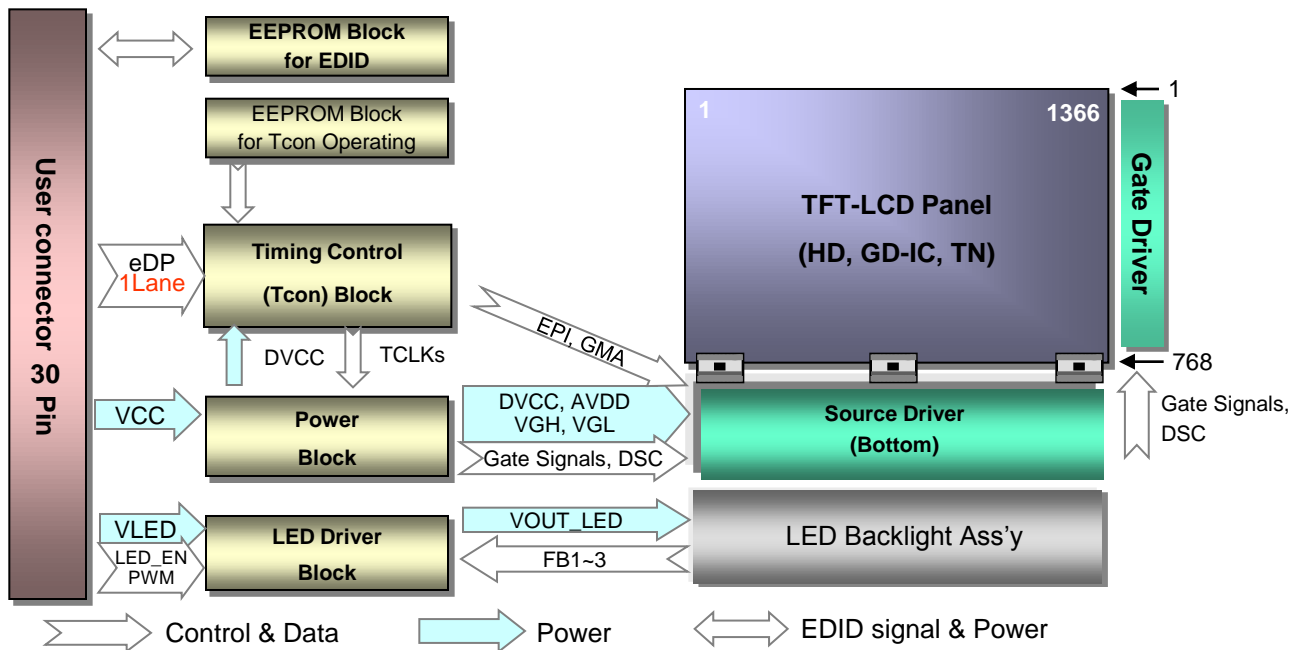 User connector 30 Pin
EEPROM Block
for EDID
EEPROM Block
for Tcon Operating
eDP
1Lane
Timing Control
(Tcon) Block
DVCC
TCLKs
VCC
Power
Block
VLED
LED_EN
PWM
LED Driver
Block
EPI, GMA
DVCC, AVDD
VGH, VGL
Gate Signals, DSC
VOUT_LED
FB1~3
1
1366
TFT-LCD Panel
(HD, GD-IC, TN)
1
Gate Driver
768
Source Driver
(Bottom)
Gate Signals,
DSC
LED Backlight Ass'y
Control & Data
Power
EDID signal & Power